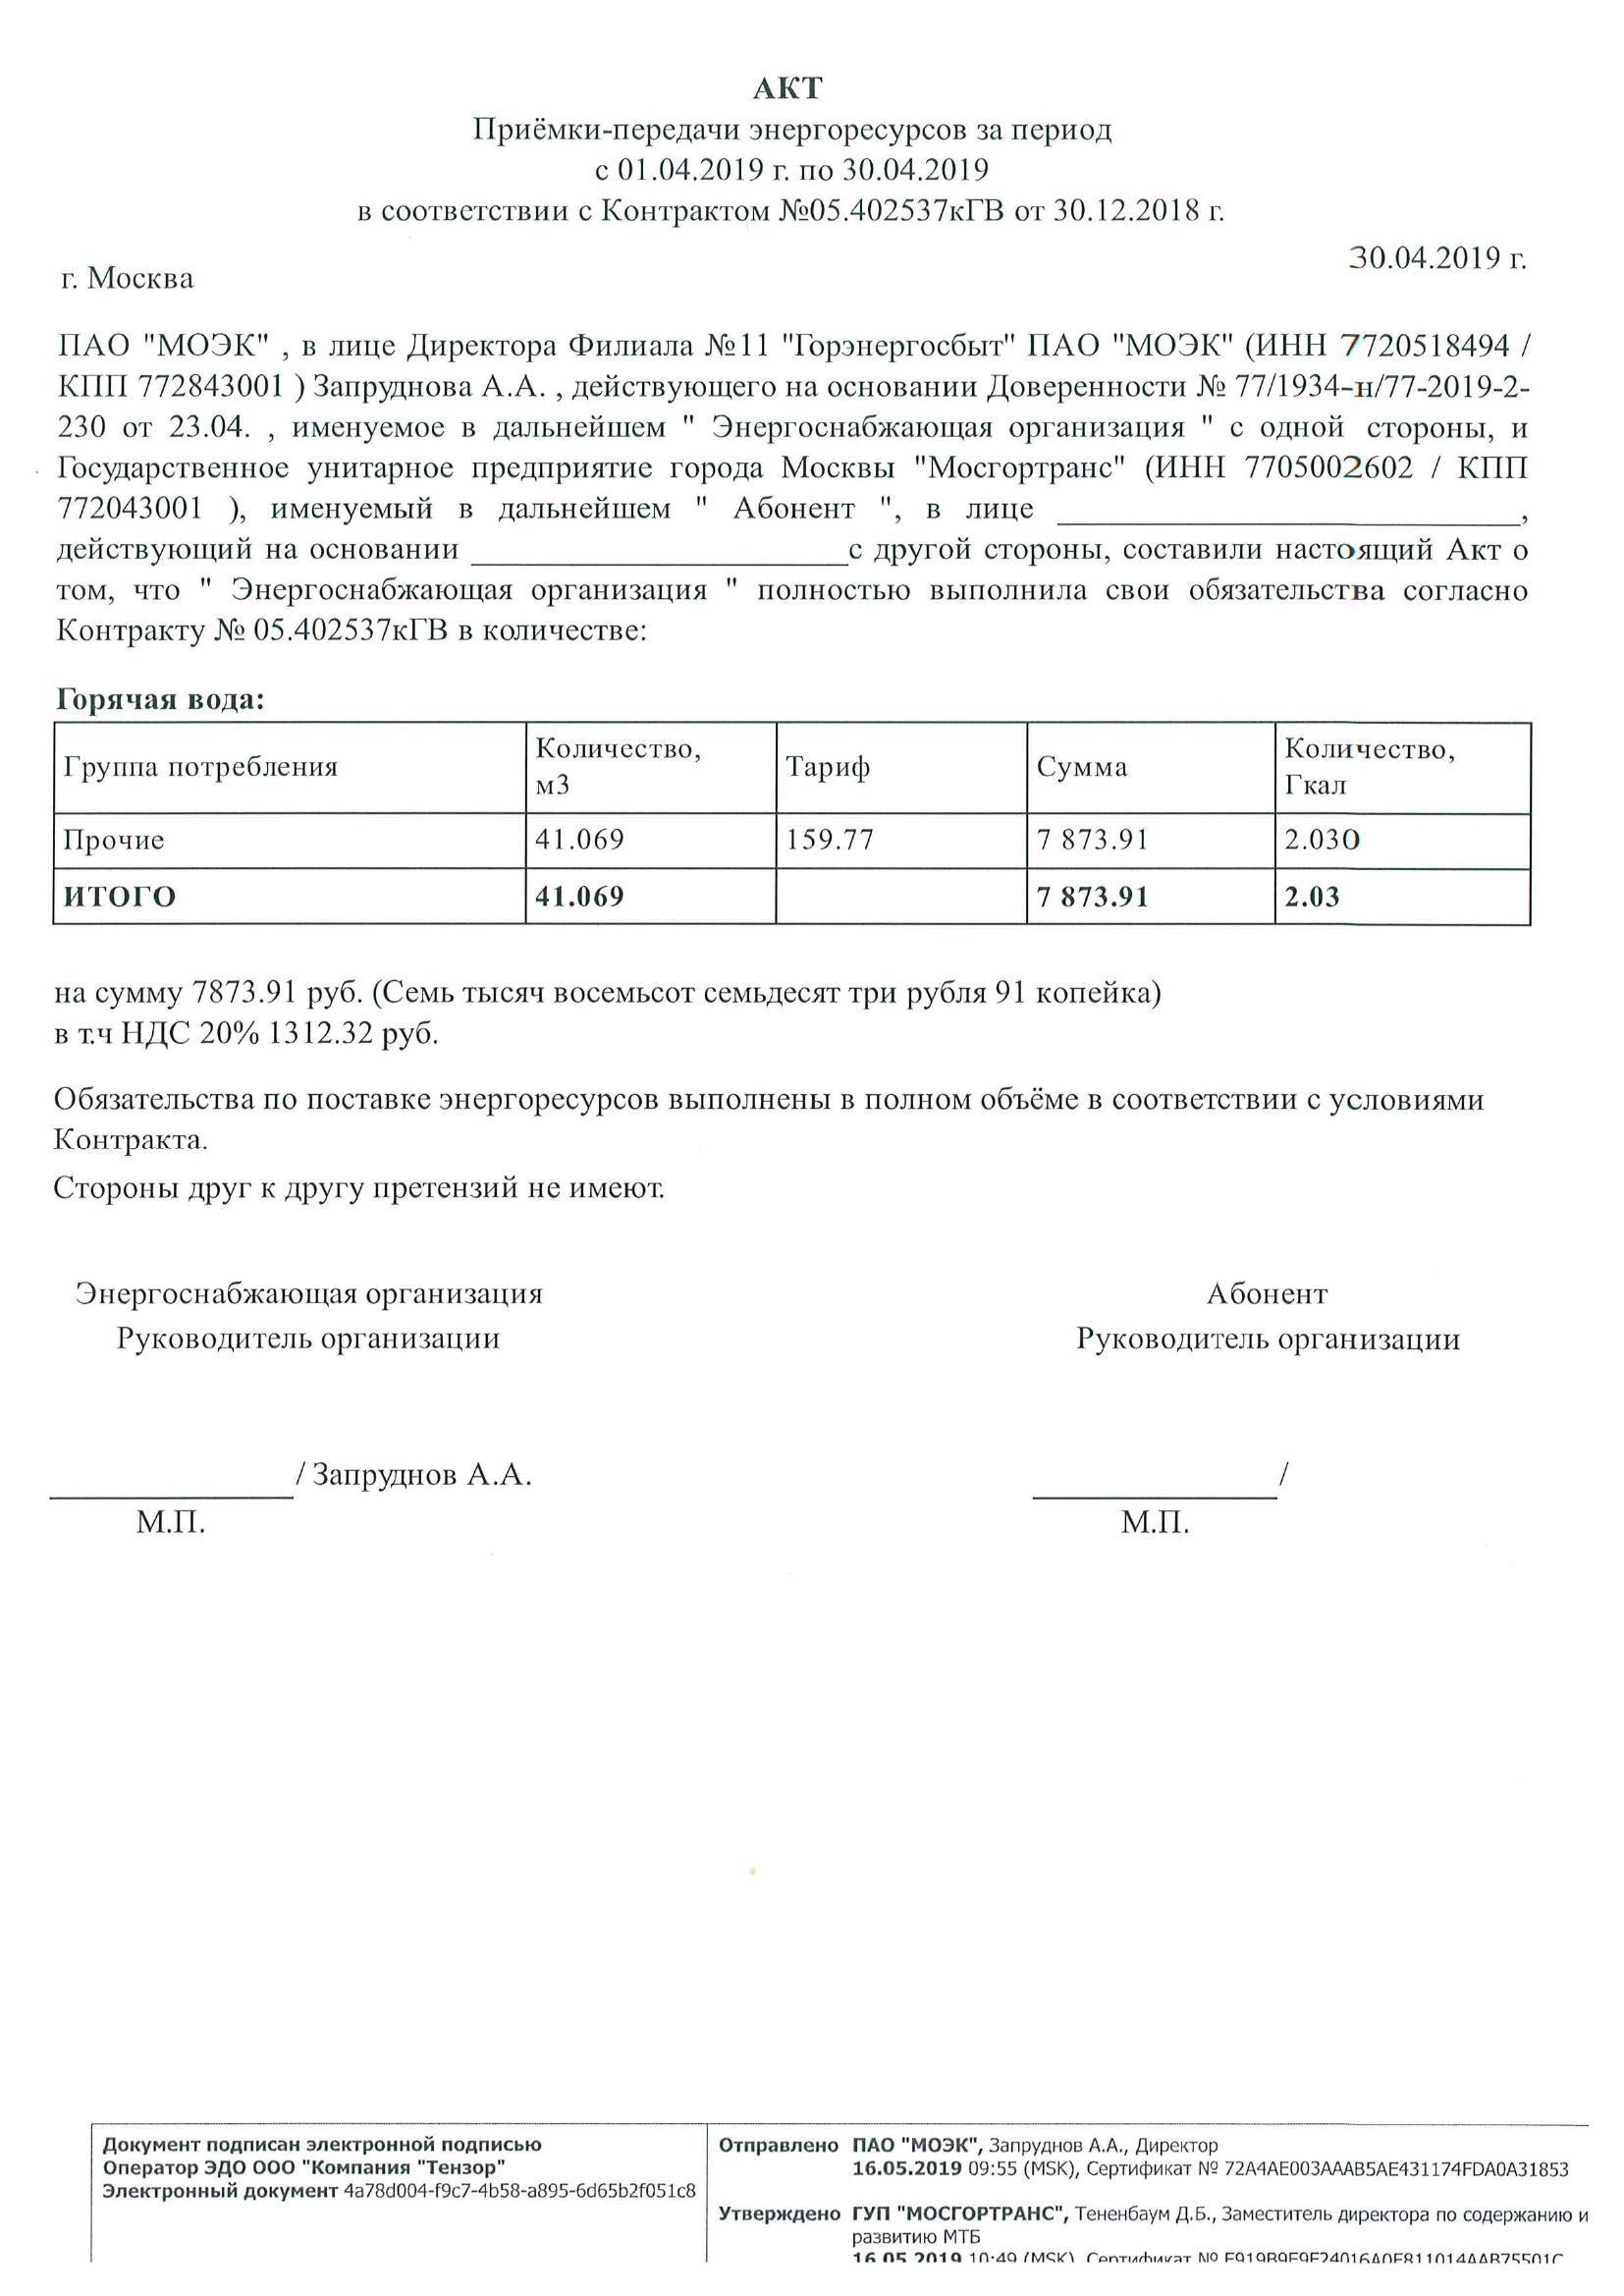 АКТ
Приёмки-передачи энергоресурсов за период
с 01.04.2019 г. по 30.04.2019
в соответствии с Контрактом №05.402537кГВ от 30.12.2018 г.
30.04.2019 г.
г. Москва
ПАО "МОЭК" , в лице Директора Филиала №11 "Горэнергосбыт" ПАО "МОЭК" (ИНН 7720518494 /
КПП 772843001 ) Запруднова А.А. , действующего на основании Доверенности № 77/1934-н/77-2019-2-
230 от 23.04. , именуемое в дальнейшем " Энергоснабжающая организация " с одной стороны, и
Государственное унитарное предприятие города Москвы "Мосгортранс" (ИНН 7705002602 / КПП
772043001 ), именуемый в дальнейшем " Абонент ", в лице ____________________________,
действующий на основании _______________________с другой стороны, составили настоящий Акт о
том, что " Энергоснабжающая организация " полностью выполнила свои обязательства согласно
Контракту № 05.402537кГВ в количестве:
Горячая вода:
Группа потребления Количество, м3 Тариф Сумма Количество, Гкал
Прочие 41.069 159.77 7 873.91 2.030
ИТОГО 41.069 7 873.91 2.03
на сумму 7873.91 руб. (Семь тысяч восемьсот семьдесят три рубля 91 копейка)
в т.ч НДС 20% 1312.32 руб.
Обязательства по поставке энергоресурсов выполнены в полном объёме в соответствии с условиями
Контракта.
Стороны друг к другу претензий не имеют.
Энергоснабжающая организация Абонент
Руководитель организации Руководитель организации
_______________/ Запруднов А.А. _______________/
М.П. М.П.
Документ подписан электронной подписью
Оператор ЭДО ООО "Компания "Тензор"
Электронный документ 4a78d004-f9c7-4b58-a895-6d65b2f051c8
Отправлено ПАО "МОЭК", Запруднов А.А., Директор
16.05.2019 09:55 (MSK), Сертификат № 72A4AE003AAAB5AE431174FDA0A31853
Утверждено ГУП "МОСГОРТРАНС", Тененбаум Д.Б., Заместитель директора по содержанию и
развитию МТБ
16.05.2019 10:49 (MSK), Сертификат №